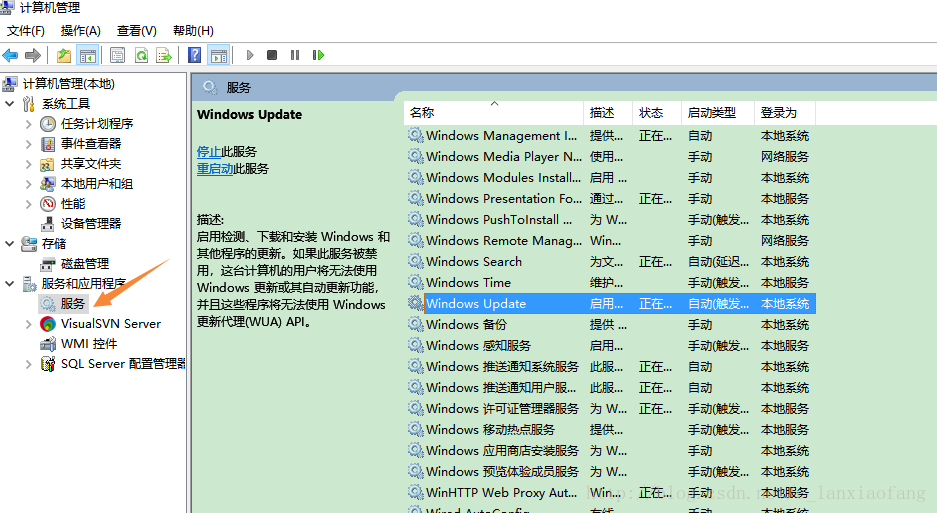 计算机管理
文件(F) 操作(A) 查看(V) 帮助(H)
计算机管理(本地)
系统工具
任务计划程序
事件查看器
共享文件夹
本地用户和组
性能
设备管理器
存储
磁盘管理
服务和应用程序
服务
VisualSVN Server
WMI 控件
SQL Server 配置管理器
服务
Windows Update
停止此服务
重启动此服务
描述:
启用检测、下载和安装 Windows 和
其他程序的更新。如果此服务被禁
用，这台计算机的用户将无法使用
Windows 更新或其自动更新功能，
并且这些程序将无法使用 Windows
更新代理(WUA) API。
名称 描述 状态 启动类型 登录为
Windows Management I... 提供... 正在... 自动 本地系统
Windows Media Player N... 使用... 手动 网络服务
Windows Modules Install... 启用 ... 手动 本地系统
Windows Presentation Fo... 通过... 正在... 手动 本地服务
Windows PushToInstall ... 为 W... 手动(触发... 本地系统
Windows Remote Manag... Win... 手动 网络服务
Windows Search 为文... 正在... 自动(延迟... 本地系统
Windows Time 维护... 手动(触发... 本地服务
Windows Update 启用... 正在... 自动(触发... 本地系统
Windows 备份 提供 ... 手动 本地系统
Windows 感知服务 启用... 手动(触发... 本地服务
Windows 推送通知系统服务 此服... 正在... 自动 本地系统
Windows 推送通知用户服... 此服... 正在... 自动 本地系统
Windows 许可证管理器服务 为 W... 正在... 手动(触发... 本地服务
Windows 移动热点服务 提供... 手动(触发... 本地服务
Windows 应用商店安装服务 为 W... 手动 本地系统
Windows 预览体验成员服务 为 W... 手动(触发... 本地系统
WinHTTP Web Proxy Aut... Win... 正在... 手动 本地服务